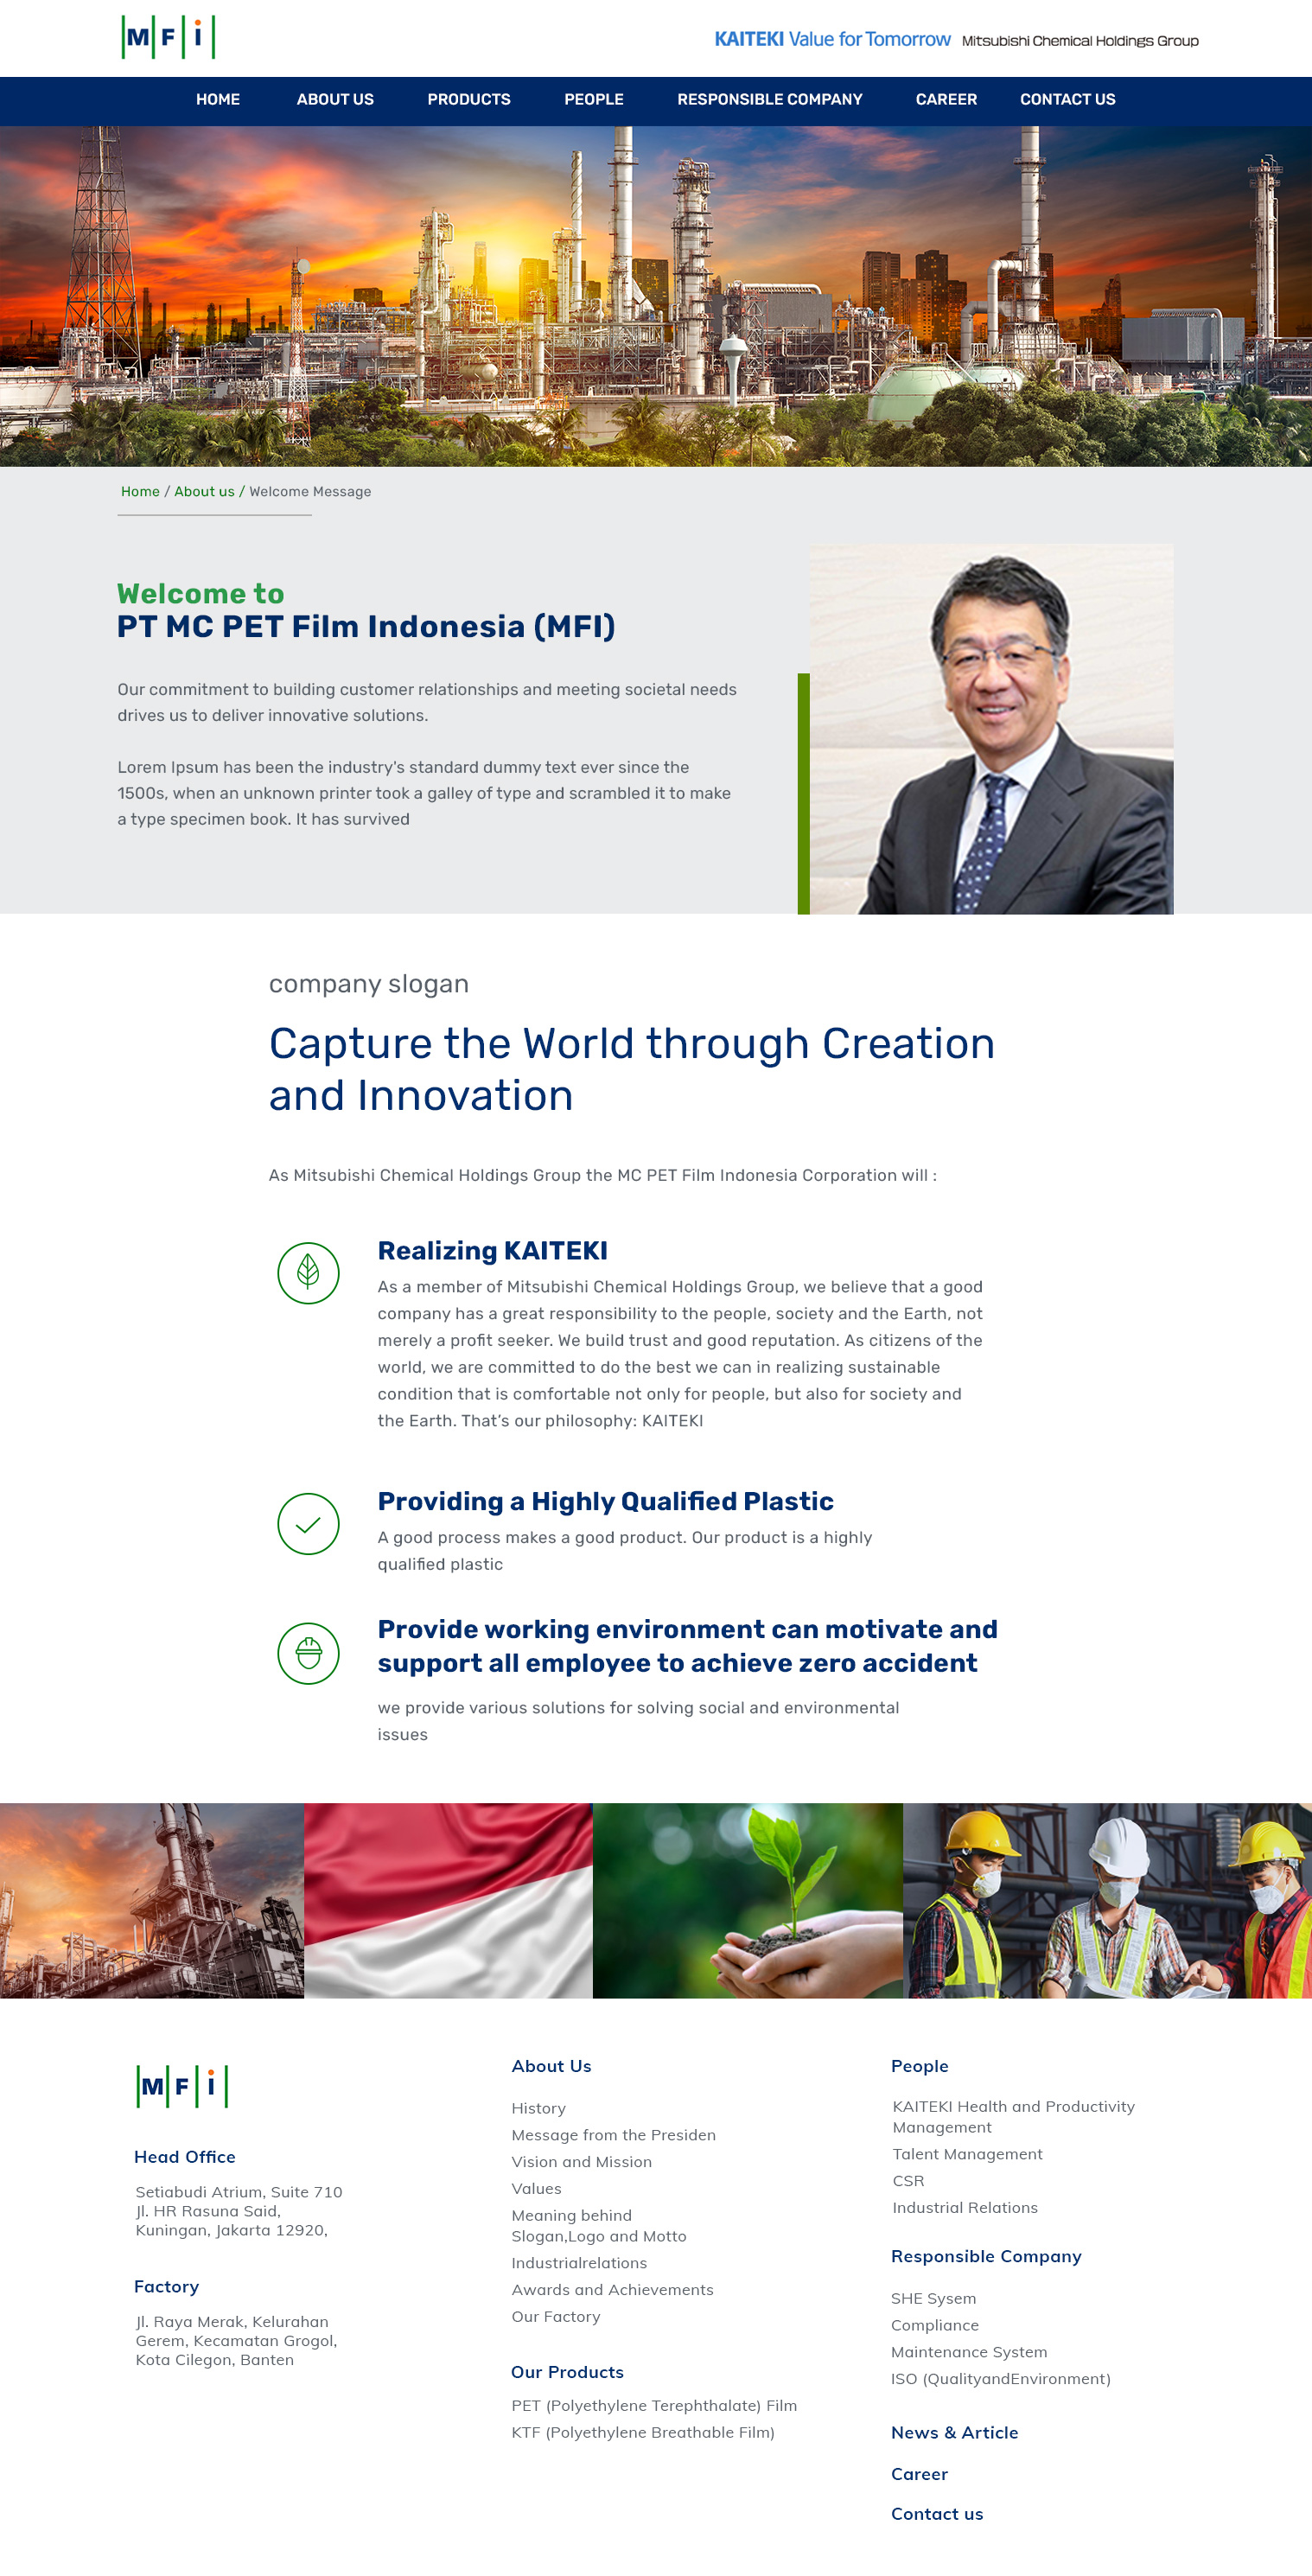 MFi
KAITEKI Value for Tomorrow Mitsubishi Chemical Holdings Group
HOME ABOUT US PRODUCTS PEOPLE RESPONSIBLE COMPANY CAREER CONTACT US
Home / About us / Welcome Message
Welcome to
PT MC PET Film Indonesia (MFI)
Our commitment to building customer relationships and meeting societal needs
drives us to deliver innovative solutions.
Lorem Ipsum has been the industry's standard dummy text ever since the
1500s, when an unknown printer took a galley of type and scrambled it to make
a type specimen book. It has survived
company slogan
Capture the World through Creation
and Innovation
As Mitsubishi Chemical Holdings Group the MC PET Film Indonesia Corporation will :
Realizing KAITEKI
As a member of Mitsubishi Chemical Holdings Group, we believe that a good
company has a great responsibility to the people, society and the Earth, not
merely a profit seeker. We build trust and good reputation. As citizens of the
world, we are committed to do the best we can in realizing sustainable
condition that is comfortable not only for people, but also for society and
the Earth. That's our philosophy: KAITEKI
Providing a Highly Qualified Plastic
A good process makes a good product. Our product is a highly
qualified plastic
Provide working environment can motivate and
support all employee to achieve zero accident
we provide various solutions for solving social and environmental
issues
MFi
Head Office
Setiabudi Atrium, Suite 710
Jl. HR Rasuna Said,
Kuningan, Jakarta 12920,
Factory
Jl. Raya Merak, Kelurahan
Gerem, Kecamatan Grogol,
Kota Cilegon, Banten
About Us
History
Message from the Presiden
Vision and Mission
Values
Meaning behind
Slogan,Logo and Motto
Industrialrelations
Awards and Achievements
Our Factory
Our Products
PET (Polyethylene Terephthalate) Film
KTF (Polyethylene Breathable Film)
People
KAITEKI Health and Productivity
Management
Talent Management
CSR
Industrial Relations
Responsible Company
SHE Sysem
Compliance
Maintenance System
ISO (QualityandEnvironment)
News & Article
Career
Contact us